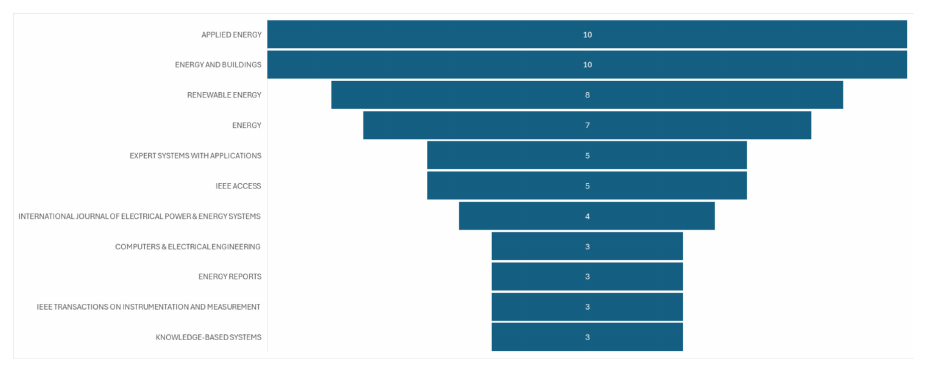 APPLIED ENERGY 10
ENERGY AND BUILDINGS 10
RENEWABLE ENERGY 8
ENERGY 7
EXPERT SYSTEMS WITH APPLICATIONS 5
IEEE ACCESS 5
INTERNATIONAL JOURNAL OF ELECTRICAL POWER & ENERGY SYSTEMS 4
COMPUTERS & ELECTRICAL ENGINEERING 3
ENERGY REPORTS 3
IEEE TRANSACTIONS ON INSTRUMENTATION AND MEASUREMENT 3
KNOWLEDGE-BASED SYSTEMS 3